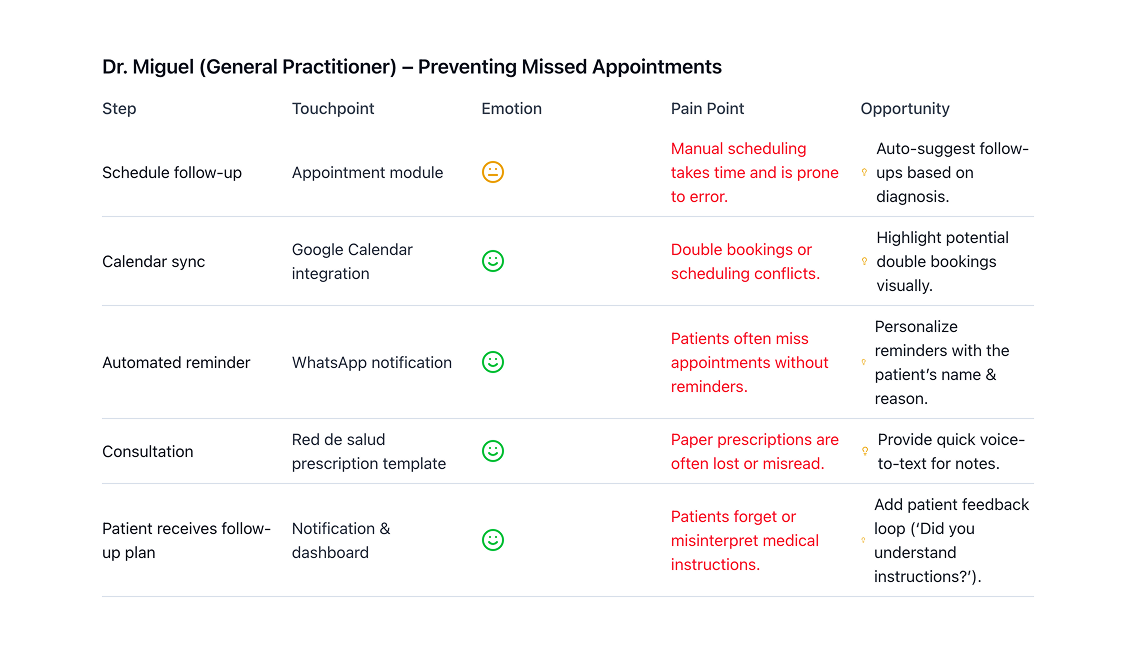 Dr. Miguel (General Practitioner) – Preventing Missed Appointments
Step
Touchpoint
Emotion
Pain Point
Opportunity
Schedule follow-up
Appointment module
Manual scheduling
takes time and is prone
to error.
Auto-suggest follow-
ups based on
diagnosis.
Calendar sync
Google Calendar
integration
Double bookings or
scheduling conflicts.
Highlight potential
double bookings
visually.
Automated reminder
WhatsApp notification
Patients often miss
appointments without
reminders.
Personalize
reminders with the
patient’s name &
reason.
Consultation
Red de salud
prescription template
Paper prescriptions are
often lost or misread.
Provide quick voice-
to-text for notes.
Patient receives follow-
up plan
Notification &
dashboard
Patients forget or
misinterpret medical
instructions.
Add patient feedback
loop (‘Did you
understand
instructions?’).